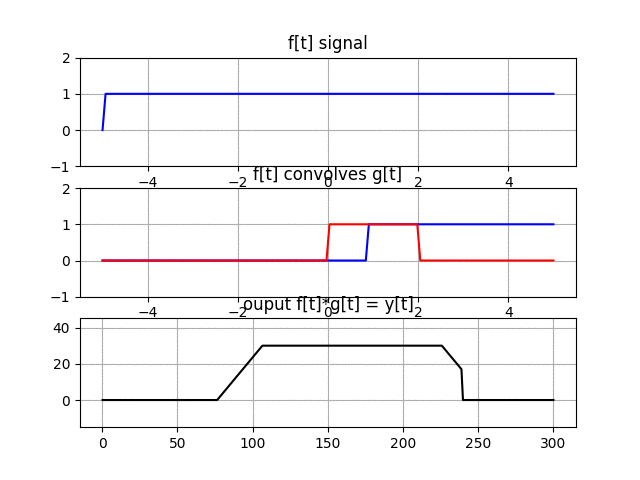 f[t] signal
2
1
0
−1
−4 −2 0 2 4
f[t] convolves g[t]
2
1
0
−1
−4 −2 0 2 4
ouput f[t]*g[t] = y[t]
40
20
0
0 50 100 150 200 250 300